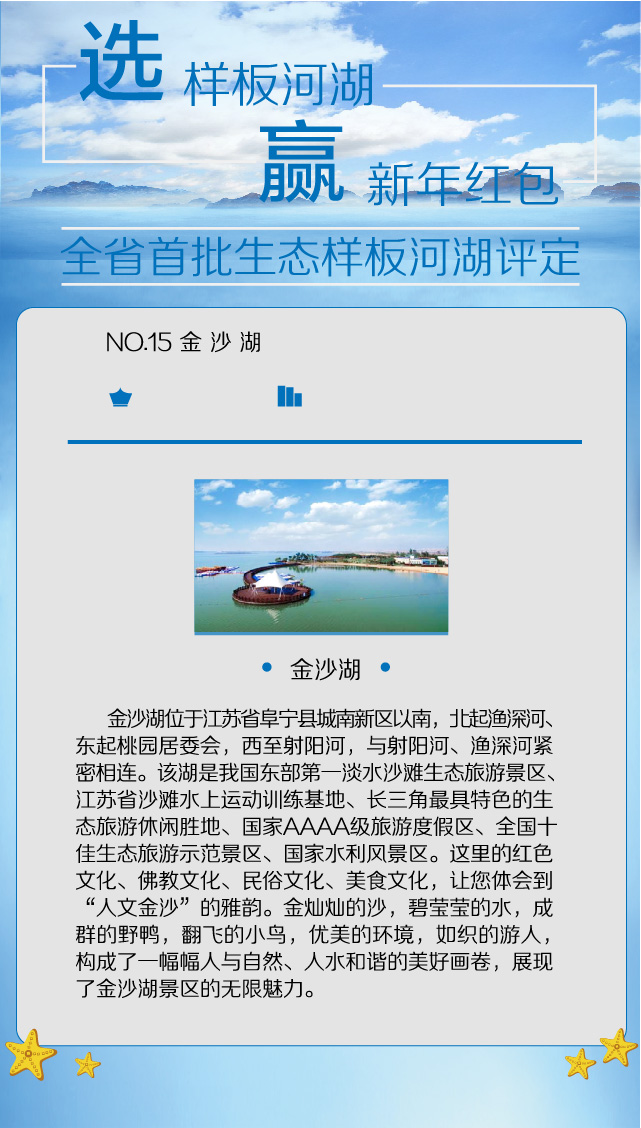 选 样板河湖
赢 新年红包
全省首批生态样板河湖评定
NO.15 金沙湖
金沙湖
金沙湖位于江苏省阜宁县城南新区以南，北起渔深河、
东起桃园居委会，西至射阳河，与射阳河、渔深河紧
密相连。该湖是我国东部第一淡水沙滩生态旅游景区、
江苏省沙滩水上运动训练基地、长三角最具特色的生
态旅游休闲胜地、国家AAAA级旅游度假区、全国十
佳生态旅游示范景区、国家水利风景区。这里的红色
文化、佛教文化、民俗文化、美食文化，让您体会到
“人文金沙”的雅韵。金灿灿的沙，碧莹莹的水，成
群的野鸭，翻飞的小鸟，优美的环境，如织的游人，
构成了一幅幅人与自然、人水和谐的美好画卷，展现
了金沙湖景区的无限魅力。